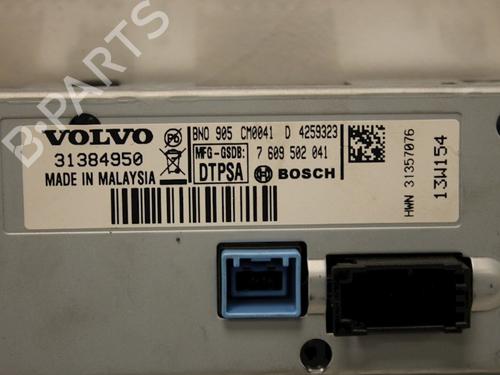 B-PARTS
VOLVO
31384950
MADE IN MALAYSIA
Pb
BNO 905 CM0041 D 4259323
MFG-GSDB: 7 609 502 041
DTPSA BOSCH
HWN 31357076
13W154